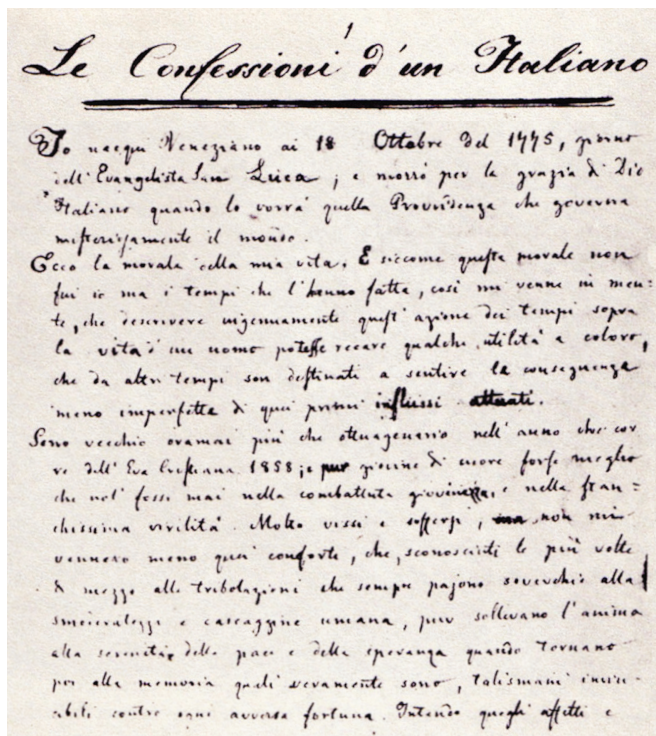 1
Le Confessioni d'un Italiano
Io nacqui Veneziano ai 18 Ottobre del 1775, giorno
dell'Evangelista San Luca; e morrò per la grazia di Dio
Italiano quando lo vorrà quella Provvidenza che governa
misteriosamente il mondo.
Ecco la morale della mia vita. E siccome questa morale non
fui io ma i tempi che l'hanno fatta, così mi venne in men=
te, che descrivere ingenuamente quest'azione dei tempi sopra
la vita d'un uomo potesse recare qualche utilità a coloro,
che da altri tempi son destinati a sentire le conseguenze
meno imperfette di quei primi influssi attuati.
Sono vecchio oramai più che ottuagenario nell'anno che cor
re dell'Era Cristiana 1858; e pur giovine di cuore forse meglio
che nol fossi mai nella combattuta gioventù, e nella stan=
chissima virilità. Molto vissi e soffersi; ma non mi
vennero meno quei conforti, che, sconosciuti le più volte
di mezzo alle tribolazioni che sempre pajono soverchie alla
smoderatezza e cascaggine umana, pur sollevano l'anima
alla serenità della pace e della speranza quando tornano
poi alla memoria quali veramente sono, talismani invin-
cibili contro ogni avversa fortuna. Intendo quegli affetti e